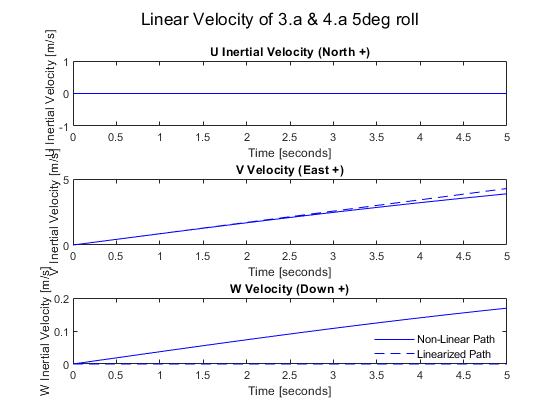 Linear Velocity of 3.a & 4.a 5deg roll
U Inertial Velocity (North +)
U Inertial Velocity [m/s]
1
0
-1
0 0.5 1 1.5 2 2.5 3 3.5 4 4.5 5
Time [seconds]
V Velocity (East +)
V Inertial Velocity [m/s]
5
0
0 0.5 1 1.5 2 2.5 3 3.5 4 4.5 5
Time [seconds]
W Velocity (Down +)
W Inertial Velocity [m/s]
0.2
0.1
0
Non-Linear Path
Linearized Path
0 0.5 1 1.5 2 2.5 3 3.5 4 4.5 5
Time [seconds]